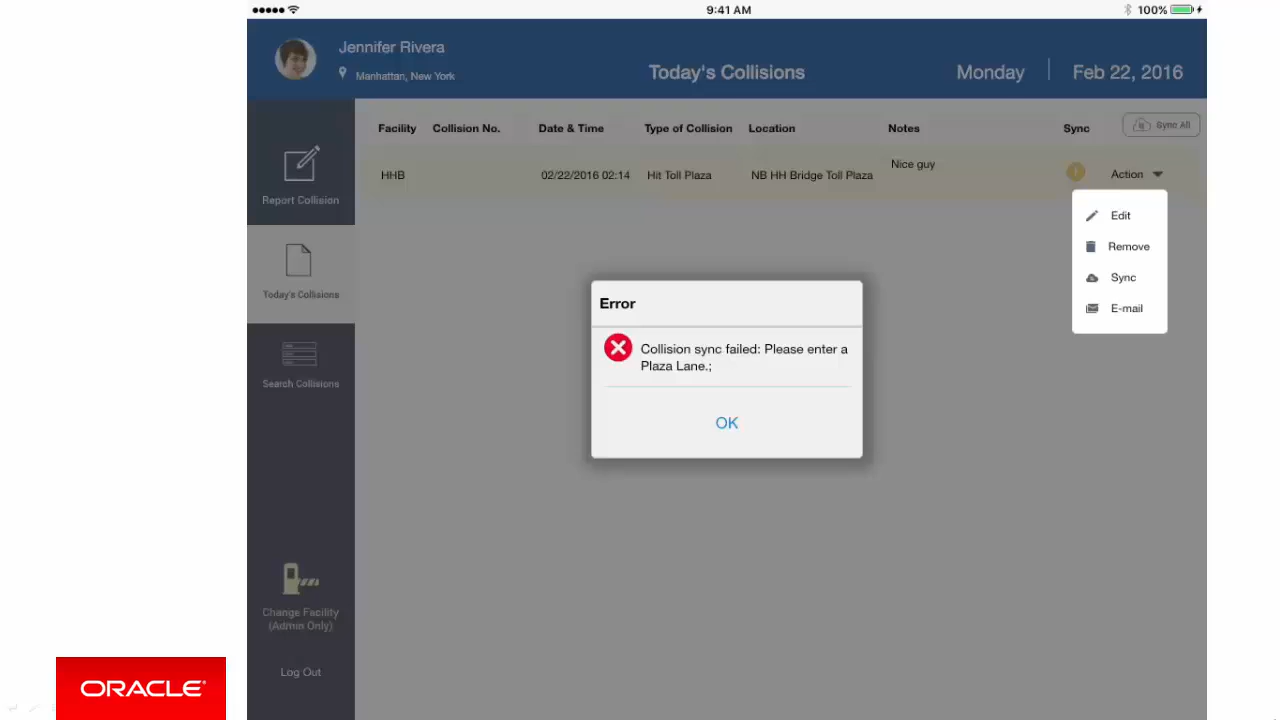 9:41 AM
100%
Jennifer Rivera
Manhattan, New York
Today's Collisions
Monday
Feb 22, 2016
Facility Collision No. Date & Time Type of Collision Location Notes Sync Sync All
HHB 02/22/2016 02:14 Hit Toll Plaza NB HH Bridge Toll Plaza Nice guy ! Action
Edit
Remove
Sync
E-mail
Report Collision
Today's Collisions
Search Collisions
Change Facility
(Admin Only)
Log Out
Error
Collision sync failed: Please enter a
Plaza Lane.;
OK
ORACLE®